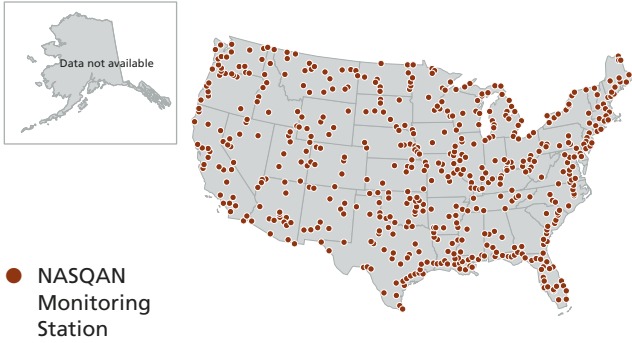 Data not available
NASQAN
Monitoring
Station